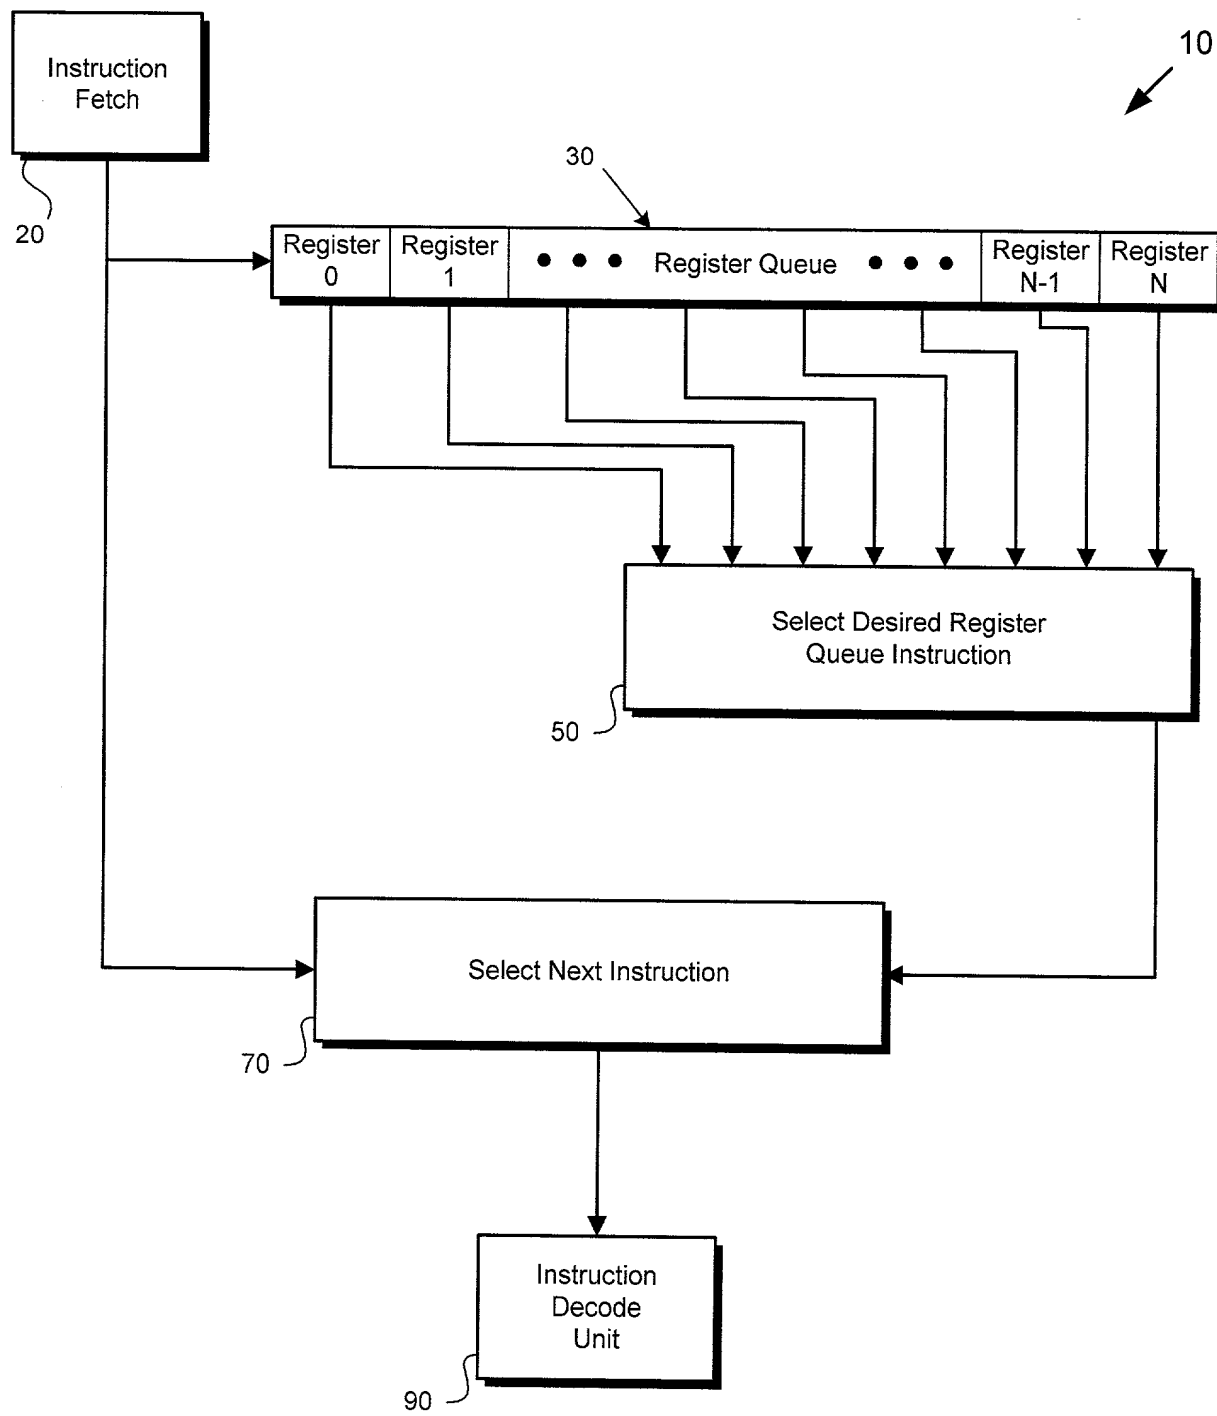 Instruction
Fetch
10
20
30
Register
0
Register
1
• • • Register Queue • • •
Register
N-1
Register
N
Select Desired Register
Queue Instruction
50
Select Next Instruction
70
Instruction
Decode
Unit
90